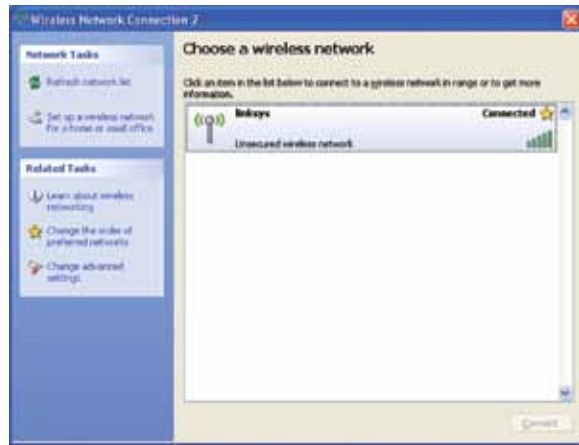 Wireless Network Connection 2
Network Tasks
Refresh network list
Set up a wireless network
for a home or small office
Related Tasks
Learn about wireless
networking
Change the order of
preferred networks
Change advanced
settings
Choose a wireless network
Click an item in the list below to connect to a wireless network in range or to get more
information.
linksys
Connected
Unsecured wireless network
Connect